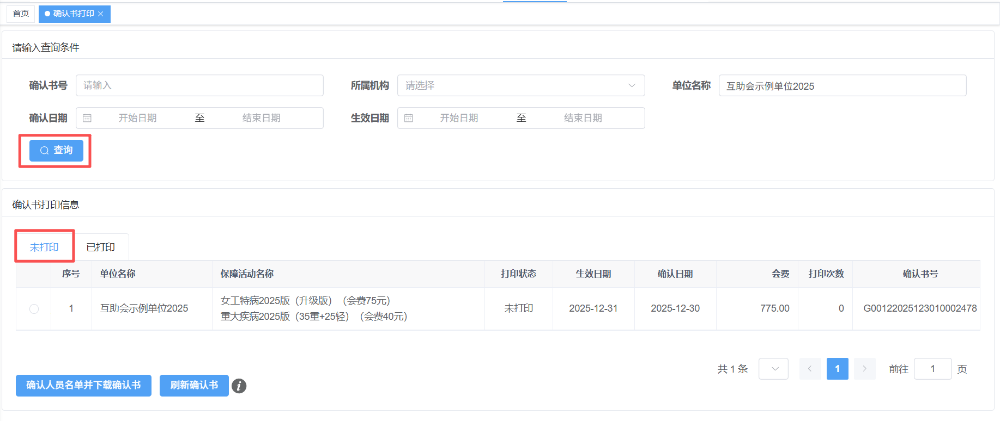 首页
确认书打印
请输入查询条件
确认书号 请输入 所属机构 请选择 单位名称 互助会示例单位2025
确认日期 开始日期 至 结束日期 生效日期 开始日期 至 结束日期
查询
确认书打印信息
未打印 已打印
序号 单位名称 保障活动名称 打印状态 生效日期 确认日期 会费 打印次数 确认书号
1 互助会示例单位2025 女工特病2025版（升级版）（会费75元） 未打印 2025-12-31 2025-12-30 775.00 0 G00122025123010002478
重大疾病2025版（35重+25轻）（会费40元）
共 1 条 1 前往 1 页
确认人员名单并下载确认书 刷新确认书 i